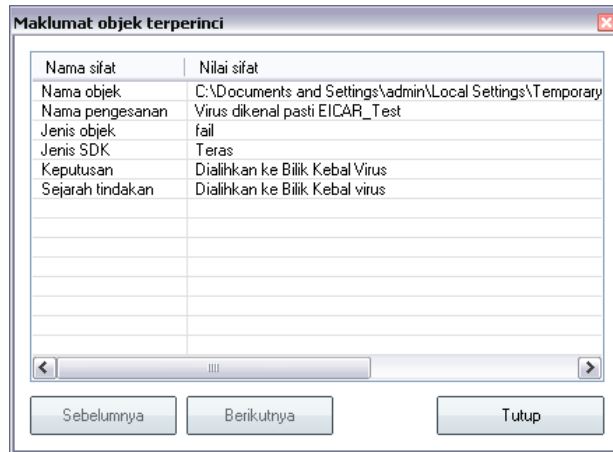 Maklumat objek terperinci
Nama sifat Nilai sifat
Nama objek C:\Documents and Settings\admin\Local Settings\Temporary
Nama pengesanan Virus dikenal pasti EICAR_Test
Jenis objek fail
Jenis SDK Teras
Keputusan Dialihkan ke Bilik Kebal Virus
Sejarah tindakan Dialihkan ke Bilik Kebal virus
Sebelumnya Berikutnya Tutup